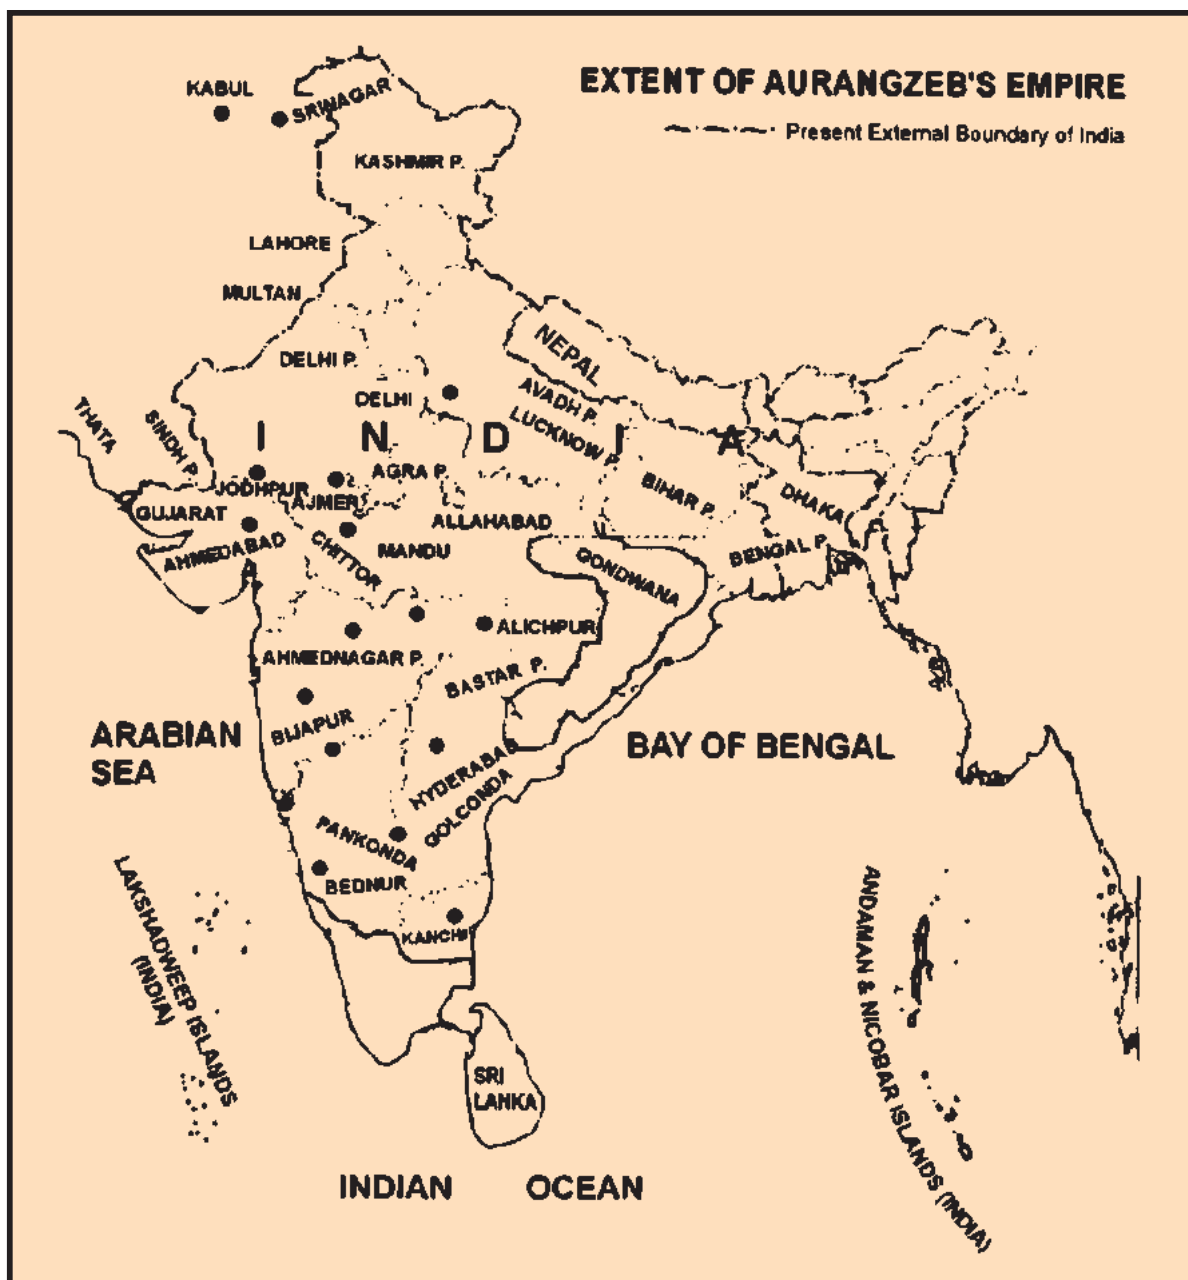 EXTENT OF AURANGZEB'S EMPIRE
Present External Boundary of India
KABUL
SRINAGAR
KASHMIR P.
LAHORE
MULTAN
DELHI P.
NEPAL
DELHI
AVADH P.
LUCKNOW P.
THATA
SINDH P.
I N D I A
JODHPUR
AJMER
AGRA P.
BIHAR P.
DHAKA
GUJARAT
ALLAHABAD
AHMEDABAD
CHITTOR
MANDU
GONDWANA
BENGAL P.
ALICHPUR
AHMEDNAGAR P.
BASTAR P.
ARABIAN
SEA
BIJAPUR
BAY OF BENGAL
HYDERABAD
GOLCONDA
PANKONDA
BEDNUR
KANCHI
LAKSHADWEEP ISLANDS
(INDIA)
ANDAMAN & NICOBAR ISLANDS (INDIA)
SRI
LANKA
INDIAN OCEAN